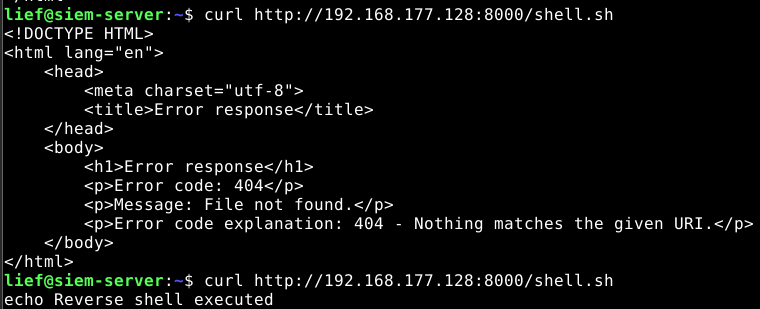 lief@siem-server:~$ curl http://192.168.177.128:8000/shell.sh
<!DOCTYPE HTML>
<html lang="en">
    <head>
        <meta charset="utf-8">
        <title>Error response</title>
    </head>
    <body>
        <h1>Error response</h1>
        <p>Error code: 404</p>
        <p>Message: File not found.</p>
        <p>Error code explanation: 404 - Nothing matches the given URI.</p>
    </body>
</html>
lief@siem-server:~$ curl http://192.168.177.128:8000/shell.sh
echo Reverse shell executed